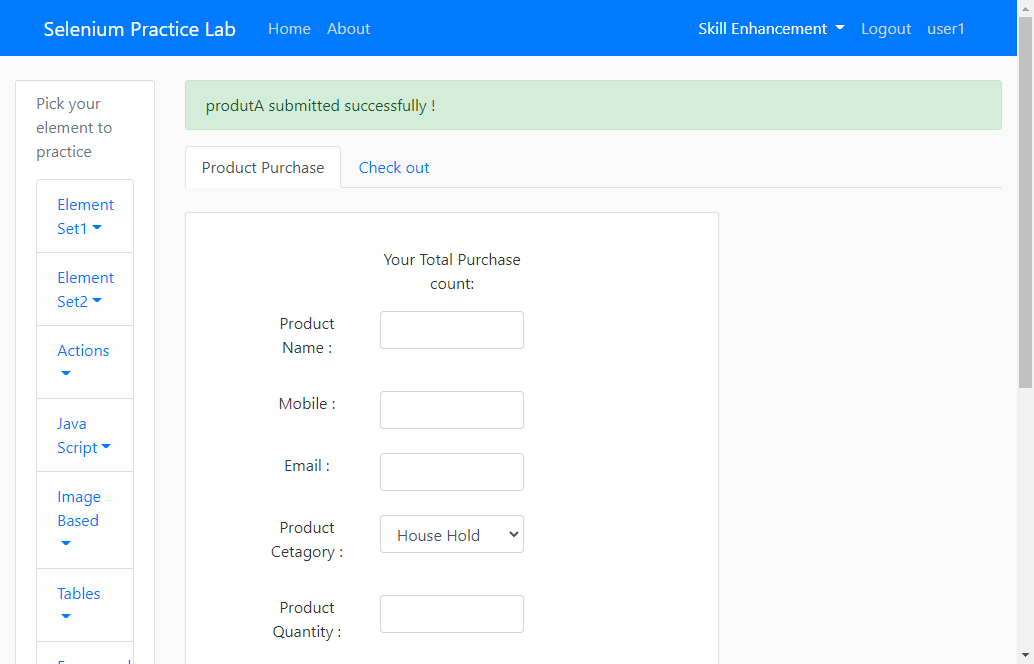 Selenium Practice Lab Home About Skill Enhancement Logout user1
Pick your
element to
practice
Element
Set1
Element
Set2
Actions
Java
Script
Image
Based
Tables
produtA submitted successfully !
Product Purchase Check out
Your Total Purchase
count:
Product
Name :
Mobile :
Email :
Product
Cetagory :
House Hold
Product
Quantity :